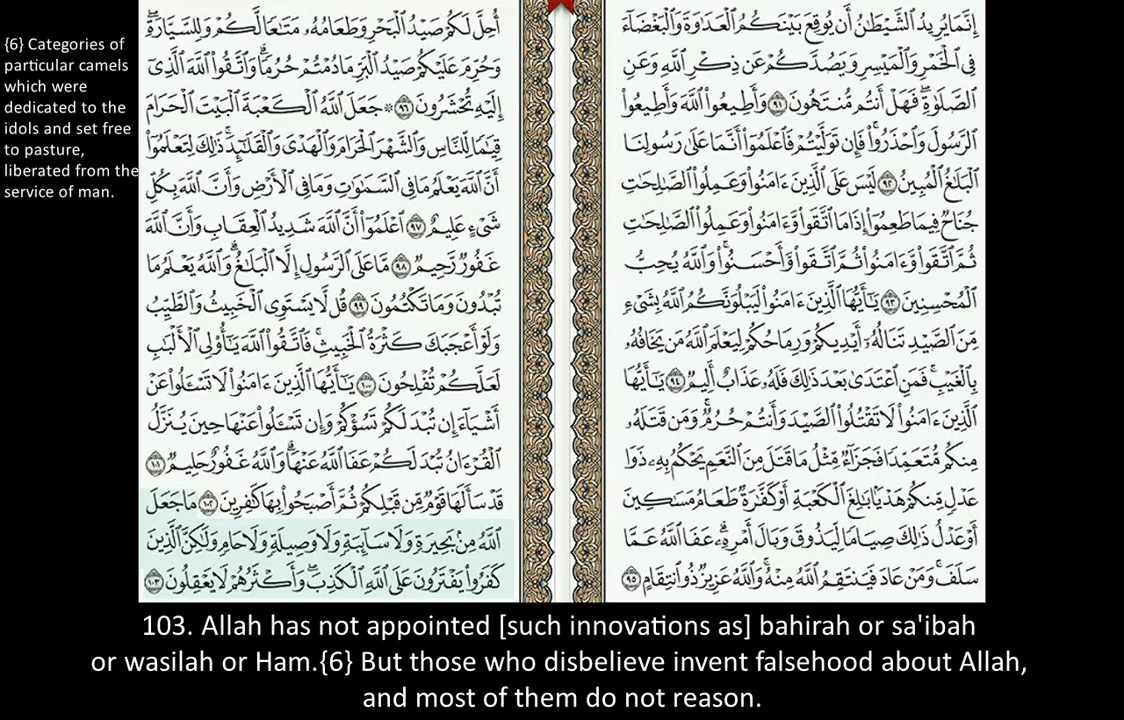 إِنَّمَا يُرِيدُ الشَّيْطَٰنُ أَن يُوقِعَ بَيْنَكُمُ الْعَدَٰوَةَ وَالْبَغْضَآءَ
فِى الْخَمْرِ وَالْمَيْسِرِ وَيَصُدَّكُمْ عَن ذِكْرِ اللَّهِ وَعَنِ
الصَّلَوٰةِ ۖ فَهَلْ أَنتُم مُّنتَهُونَ ٩١ وَأَطِيعُوا۟ اللَّهَ وَأَطِيعُوا۟
الرَّسُولَ وَاحْذَرُوا۟ ۚ فَإِن تَوَلَّيْتُمْ فَاعْلَمُوٓا۟ أَنَّمَا عَلَىٰ رَسُولِنَا
الْبَلَٰغُ الْمُبِينُ ٩٢ لَيْسَ عَلَى الَّذِينَ ءَامَنُوا۟ وَعَمِلُوا۟ الصَّٰلِحَٰتِ
جُنَاحٌ فِيمَا طَعِمُوٓا۟ إِذَا مَا اتَّقَوا۟ وَّءَامَنُوا۟ وَعَمِلُوا۟ الصَّٰلِحَٰتِ
ثُمَّ اتَّقَوا۟ وَّءَامَنُوا۟ ثُمَّ اتَّقَوا۟ وَّأَحْسَنُوا۟ ۗ وَاللَّهُ يُحِبُّ
الْمُحْسِنِينَ ٩٣ يَٰٓأَيُّهَا الَّذِينَ ءَامَنُوا۟ لَيَبْلُوَنَّكُمُ اللَّهُ بِشَىْءٍ
مِّنَ الصَّيْدِ تَنَالُهُۥٓ أَيْدِيكُمْ وَرِمَاحُكُمْ لِيَعْلَمَ اللَّهُ مَن يَخَافُهُۥ
بِالْغَيْبِ ۚ فَمَنِ اعْتَدَىٰ بَعْدَ ذَٰلِكَ فَلَهُۥ عَذَابٌ أَلِيمٌ ٩٤ يَٰٓأَيُّهَا
الَّذِينَ ءَامَنُوا۟ لَا تَقْتُلُوا۟ الصَّيْدَ وَأَنتُمْ حُرُمٌ ۚ وَمَن قَتَلَهُۥ
مِنكُم مُّتَعَمِّدًا فَجَزَآءٌ مِّثْلُ مَا قَتَلَ مِنَ النَّعَمِ يَحْكُمُ بِهِۦ ذَوَا
عَدْلٍ مِّنكُمْ هَدْيًۢا بَٰلِغَ الْكَعْبَةِ أَوْ كَفَّٰرَةٌ طَعَامُ مَسَٰكِينَ
أَوْ عَدْلُ ذَٰلِكَ صِيَامًا لِّيَذُوقَ وَبَالَ أَمْرِهِۦ ۗ عَفَا اللَّهُ عَمَّا
سَلَفَ ۚ وَمَنْ عَادَ فَيَنتَقِمُ اللَّهُ مِنْهُ ۗ وَاللَّهُ عَزِيزٌ ذُو انتِقَامٍ ٩٥
أُحِلَّ لَكُمْ صَيْدُ الْبَحْرِ وَطَعَامُهُۥ مَتَٰعًا لَّكُمْ وَلِلسَّيَّارَةِ ۖ
وَحُرِّمَ عَلَيْكُمْ صَيْدُ الْبَرِّ مَا دُمْتُمْ حُرُمًا ۗ وَاتَّقُوا۟ اللَّهَ الَّذِىٓ
إِلَيْهِ تُحْشَرُونَ ٩٦ ۞ جَعَلَ اللَّهُ الْكَعْبَةَ الْبَيْتَ الْحَرَامَ
قِيَٰمًا لِّلنَّاسِ وَالشَّهْرَ الْحَرَامَ وَالْهَدْىَ وَالْقَلَٰٓئِدَ ۚ ذَٰلِكَ لِتَعْلَمُوٓا۟
أَنَّ اللَّهَ يَعْلَمُ مَا فِى السَّمَٰوَٰتِ وَمَا فِى الْأَرْضِ وَأَنَّ اللَّهَ بِكُلِّ
شَىْءٍ عَلِيمٌ ٩٧ اعْلَمُوٓا۟ أَنَّ اللَّهَ شَدِيدُ الْعِقَابِ وَأَنَّ اللَّهَ
غَفُورٌ رَّحِيمٌ ٩٨ مَّا عَلَى الرَّسُولِ إِلَّا الْبَلَٰغُ ۗ وَاللَّهُ يَعْلَمُ مَا
تُبْدُونَ وَمَا تَكْتُمُونَ ٩٩ قُل لَّا يَسْتَوِى الْخَبِيثُ وَالطَّيِّبُ
وَلَوْ أَعْجَبَكَ كَثْرَةُ الْخَبِيثِ ۚ فَاتَّقُوا۟ اللَّهَ يَٰٓأُو۟لِى الْأَلْبَٰبِ
لَعَلَّكُمْ تُفْلِحُونَ ١٠٠ يَٰٓأَيُّهَا الَّذِينَ ءَامَنُوا۟ لَا تَسْـَٔلُوا۟ عَنْ
أَشْيَآءَ إِن تُبْدَ لَكُمْ تَسُؤْكُمْ وَإِن تَسْـَٔلُوا۟ عَنْهَا حِينَ يُنَزَّلُ
الْقُرْءَانُ تُبْدَ لَكُمْ عَفَا اللَّهُ عَنْهَا ۗ وَاللَّهُ غَفُورٌ حَلِيمٌ ١٠١
قَدْ سَأَلَهَا قَوْمٌ مِّن قَبْلِكُمْ ثُمَّ أَصْبَحُوا۟ بِهَا كَٰفِرِينَ ١٠٢ مَا جَعَلَ
اللَّهُ مِنۢ بَحِيرَةٍ وَلَا سَآئِبَةٍ وَلَا وَصِيلَةٍ وَلَا حَامٍ ۙ وَلَٰكِنَّ الَّذِينَ
كَفَرُوا۟ يَفْتَرُونَ عَلَى اللَّهِ الْكَذِبَ ۖ وَأَكْثَرُهُمْ لَا يَعْقِلُونَ ١٠٣
{6} Categories of
particular camels
which were
dedicated to the
idols and set free
to pasture,
liberated from the
service of man.
103. Allah has not appointed [such innovations as] bahirah or sa'ibah
or wasilah or Ham.{6} But those who disbelieve invent falsehood about Allah,
and most of them do not reason.